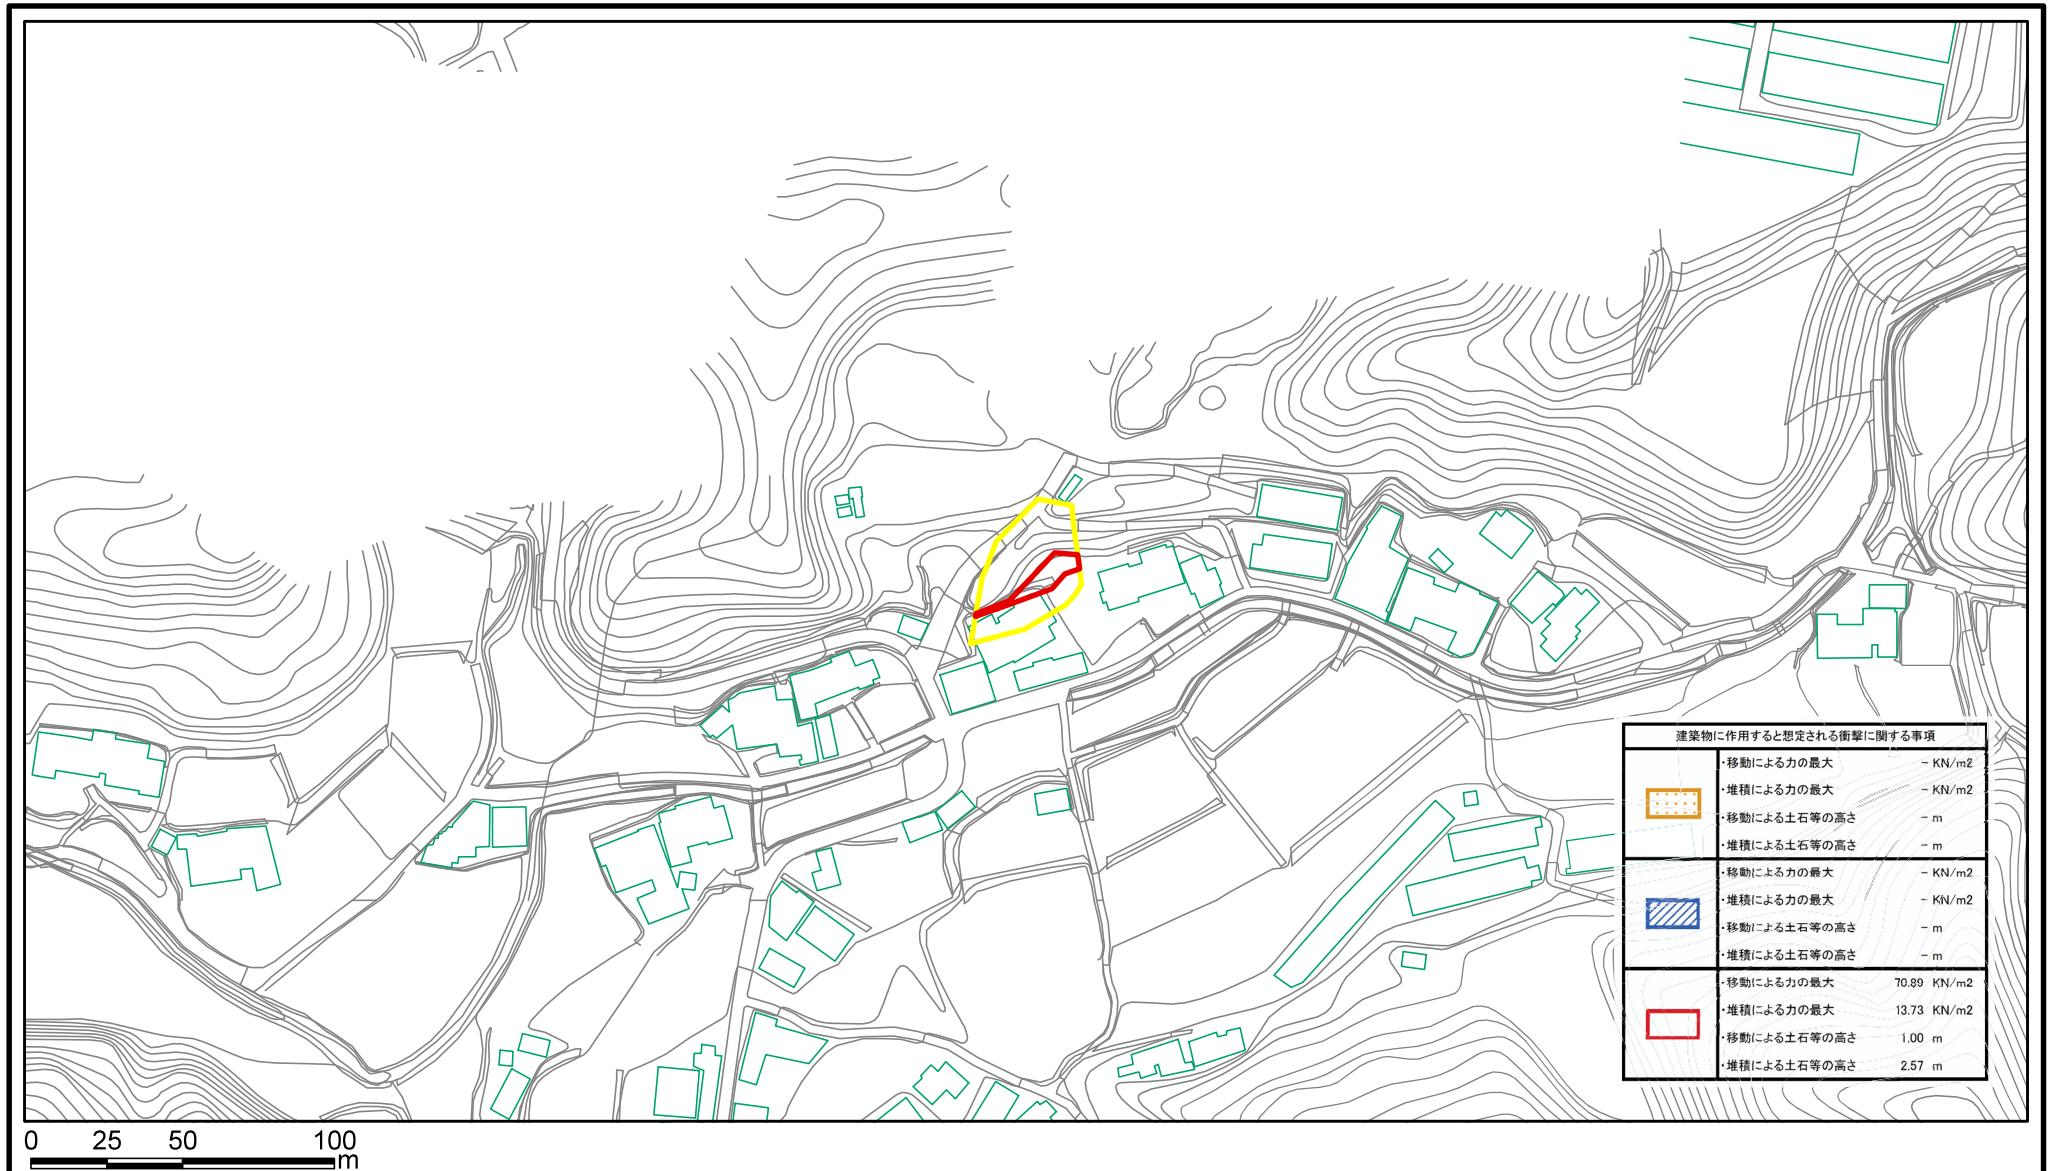 建築物に作用すると想定される衝撃に関する事項
・移動による力の最大 - KN/m2
・堆積による力の最大 - KN/m2
・移動による土石等の高さ - m
・堆積による土石等の高さ - m
・移動による力の最大 - KN/m2
・堆積による力の最大 - KN/m2
・移動による土石等の高さ - m
・堆積による土石等の高さ - m
・移動による力の最大 70.89 KN/m2
・堆積による力の最大 13.73 KN/m2
・移動による土石等の高さ 1.00 m
・堆積による土石等の高さ 2.57 m
0 25 50 100
m